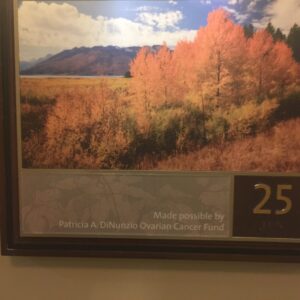 Made possible by
Patricia A. DiNunzio Ovarian Cancer Fund
25